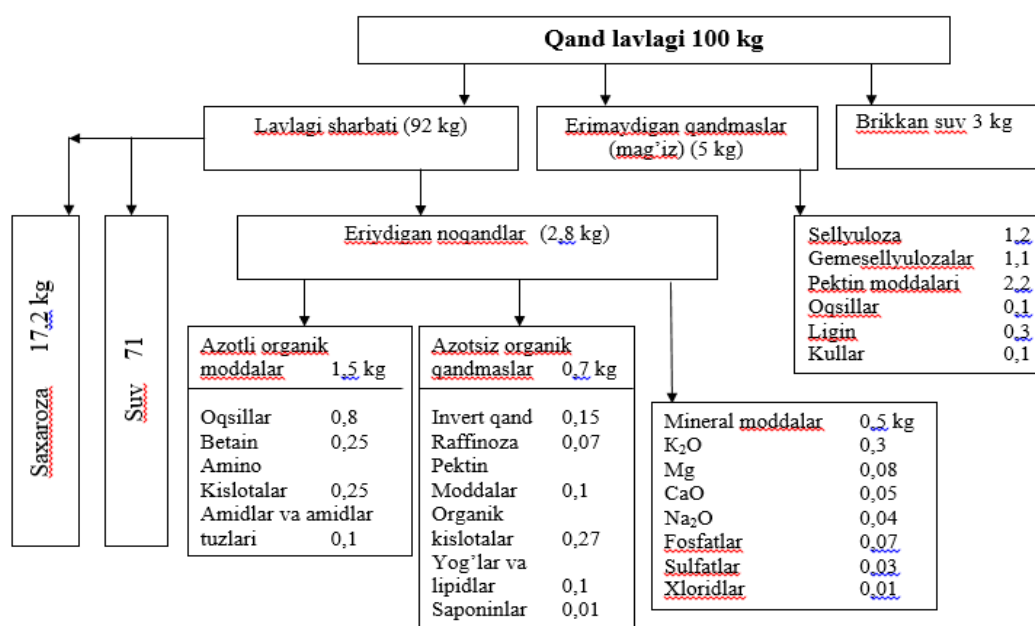 Qand lavlagi 100 kg
Lavlagi sharbati (92 kg)
Erimaydigan qandmaslar
(mag’iz) (5 kg)
Brikkan suv 3 kg
Saxaroza 17,2 kg
Suv 71
Eriydigan noqandlar (2,8 kg)
Sellyuloza 1,2
Gemesellyulozalar 1,1
Pektin moddalari 2,2
Oqsillar 0,1
Ligin 0,3
Kullar 0,1
Azotli organik
moddalar 1,5 kg
Oqsillar 0,8
Betain 0,25
Amino
Kislotalar 0,25
Amidlar va amidlar
tuzlari 0,1
Azotsiz organik
qandmaslar 0,7 kg
Invert qand 0,15
Raffinoza 0,07
Pektin
Moddalar 0,1
Organik
kislotalar 0,27
Yog’lar va
lipidlar 0,1
Saponinlar 0,01
Mineral moddalar 0,5 kg
K₂O 0,3
Mg 0,08
CaO 0,05
Na₂O 0,04
Fosfatlar 0,07
Sulfatlar 0,03
Xloridlar 0,01